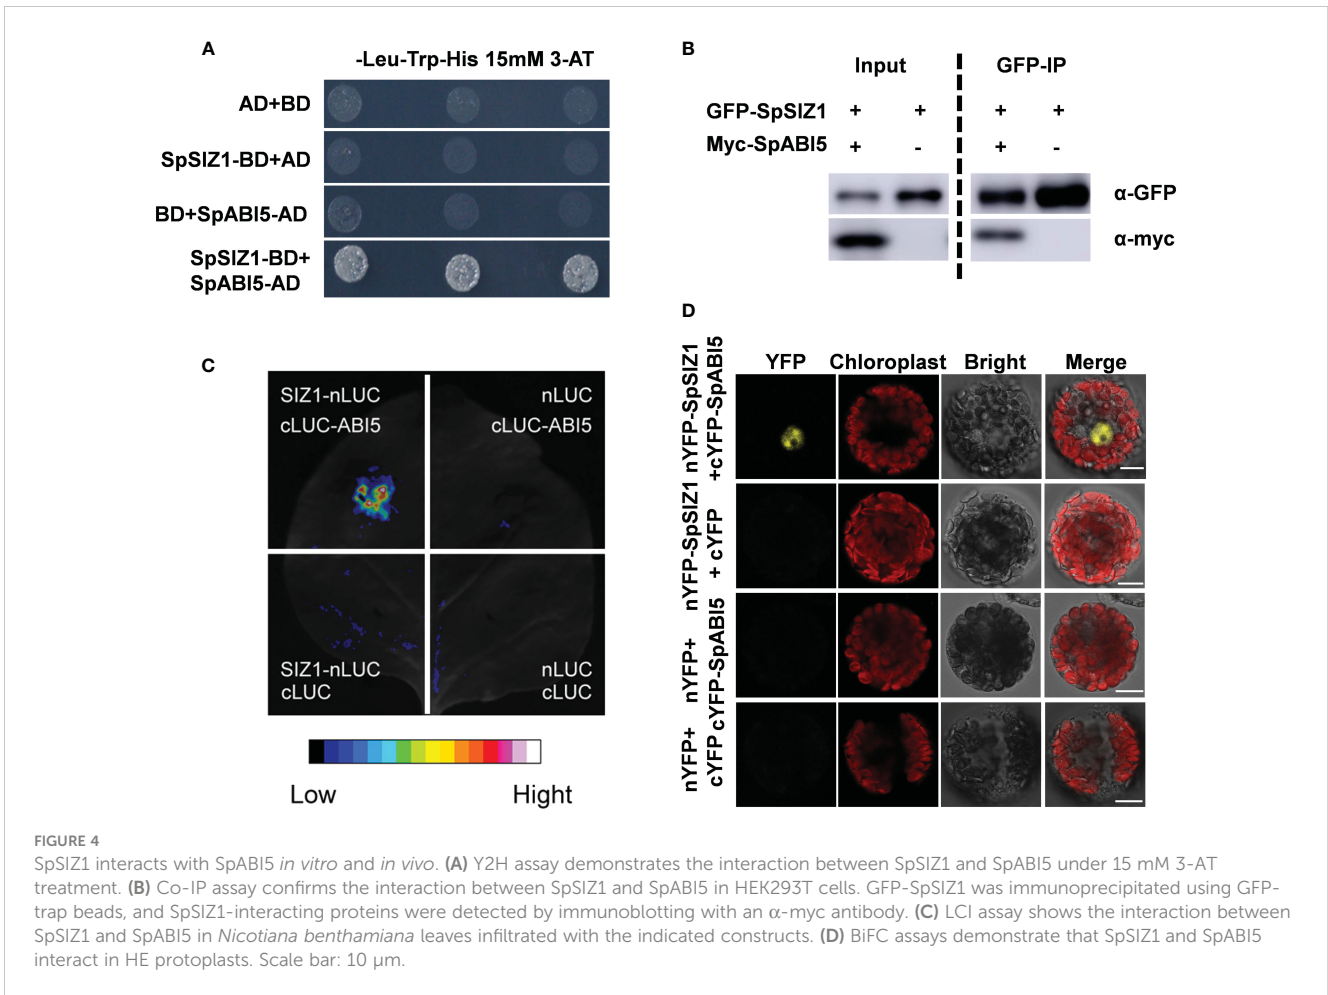 A
-Leu-Trp-His 15mM 3-AT
AD+BD
SpSIZ1-BD+AD
BD+SpABI5-AD
SpSIZ1-BD+
SpABI5-AD
B
Input
GFP-IP
GFP-SpSIZ1 + + + +
Myc-SpABI5 + - + -
α-GFP
α-myc
C
SIZ1-nLUC
cLUC-ABI5
nLUC
cLUC-ABI5
SIZ1-nLUC
cLUC
nLUC
cLUC
Low
Hight
D
YFP Chloroplast Bright Merge
nYFP-SpSIZ1
+cYFP-SpABI5
nYFP-SpSIZ1
+ cYFP
nYFP+
cYFP-SpABI5
nYFP+
cYFP
FIGURE 4
SpSIZ1 interacts with SpABI5 in vitro and in vivo. (A) Y2H assay demonstrates the interaction between SpSIZ1 and SpABI5 under 15 mM 3-AT
treatment. (B) Co-IP assay confirms the interaction between SpSIZ1 and SpABI5 in HEK293T cells. GFP-SpSIZ1 was immunoprecipitated using GFP-
trap beads, and SpSIZ1-interacting proteins were detected by immunoblotting with an α-myc antibody. (C) LCI assay shows the interaction between
SpSIZ1 and SpABI5 in Nicotiana benthamiana leaves infiltrated with the indicated constructs. (D) BiFC assays demonstrate that SpSIZ1 and SpABI5
interact in HE protoplasts. Scale bar: 10 µm.